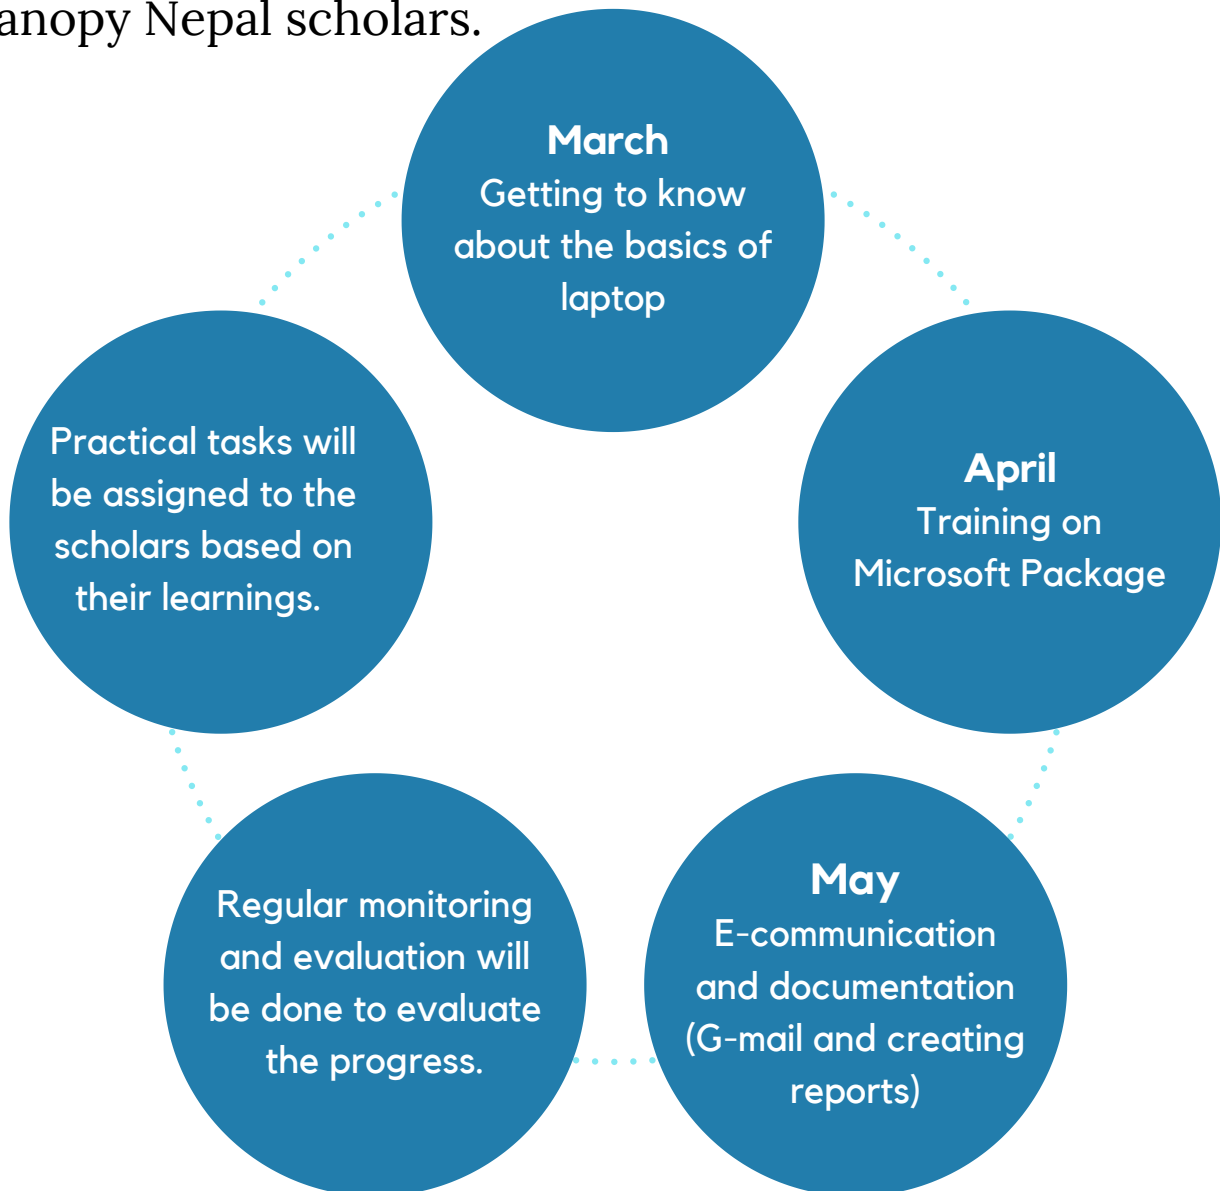 anopy Nepal scholars.
March
Getting to know
about the basics of
laptop
April
Training on
Microsoft Package
May
E-communication
and documentation
(G-mail and creating
reports)
Regular monitoring
and evaluation will
be done to evaluate
the progress.
Practical tasks will
be assigned to the
scholars based on
their learnings.